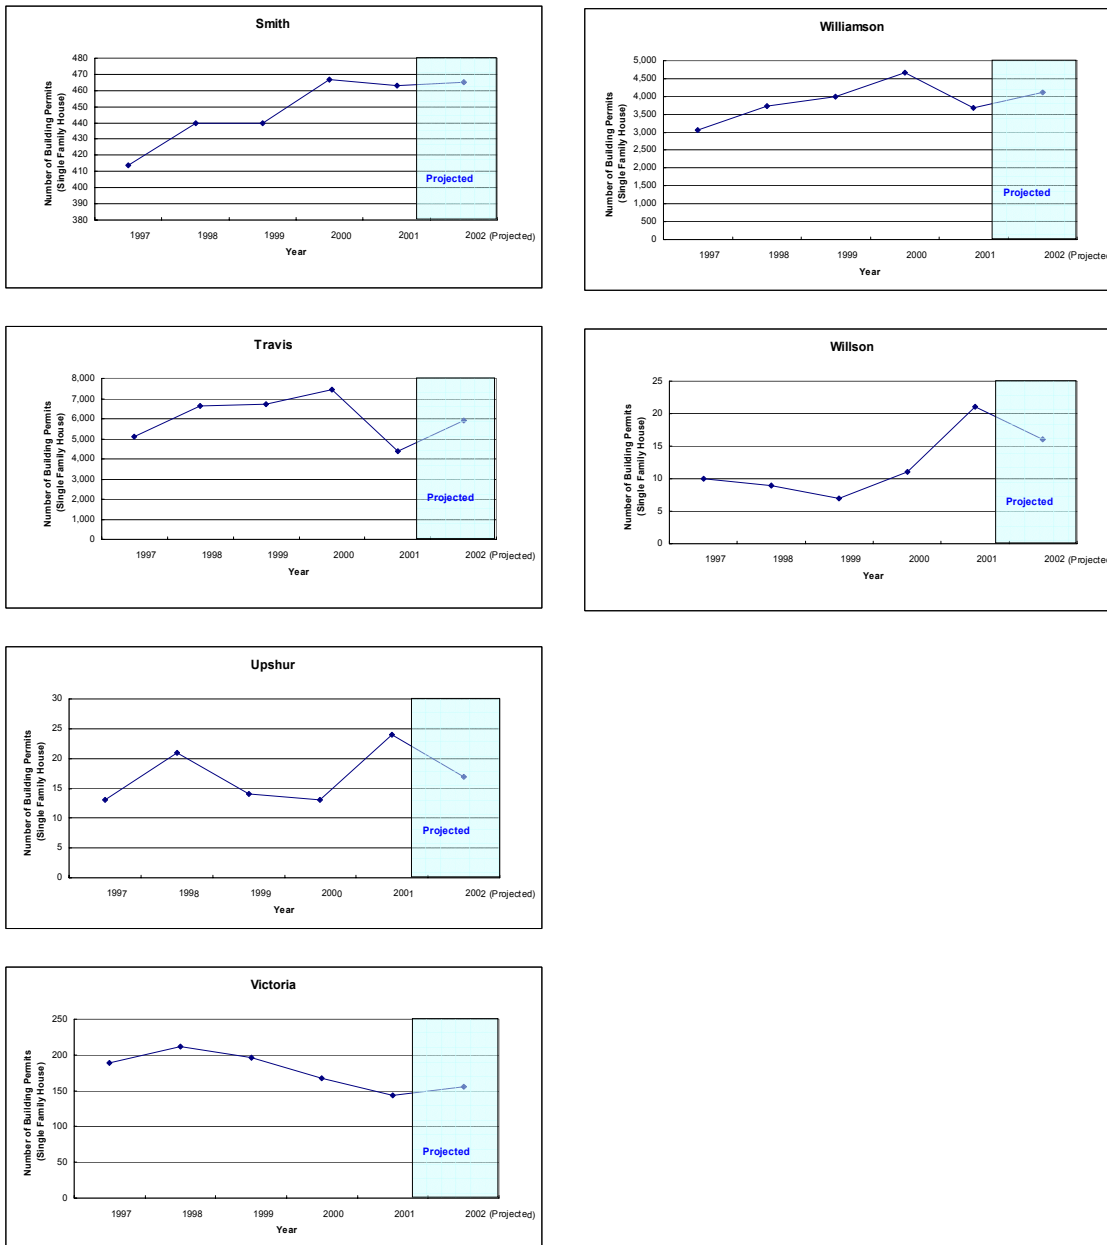 Smith
Number of Building Permits
(Single Family House)
480
470
460
450
440
430
420
410
400
390
380
Projected
1997 1998 1999 2000 2001 2002 (Projected)
Year
Williamson
Number of Building Permits
(Single Family House)
5,000
4,500
4,000
3,500
3,000
2,500
2,000
1,500
1,000
500
0
Projected
1997 1998 1999 2000 2001 2002 (Projected
Year
Travis
Number of Building Permits
(Single Family House)
8,000
7,000
6,000
5,000
4,000
3,000
2,000
1,000
0
Projected
1997 1998 1999 2000 2001 2002 (Projected)
Year
Willson
Number of Building Permits
(Single Family House)
25
20
15
10
5
0
Projected
1997 1998 1999 2000 2001 2002 (Projected
Year
Upshur
Number of Building Permits
(Single Family House)
30
25
20
15
10
5
0
Projected
1997 1998 1999 2000 2001 2002 (Projected)
Year
Victoria
Number of Building Permits
(Single Family House)
250
200
150
100
50
0
Projected
1997 1998 1999 2000 2001 2002 (Projected)
Year